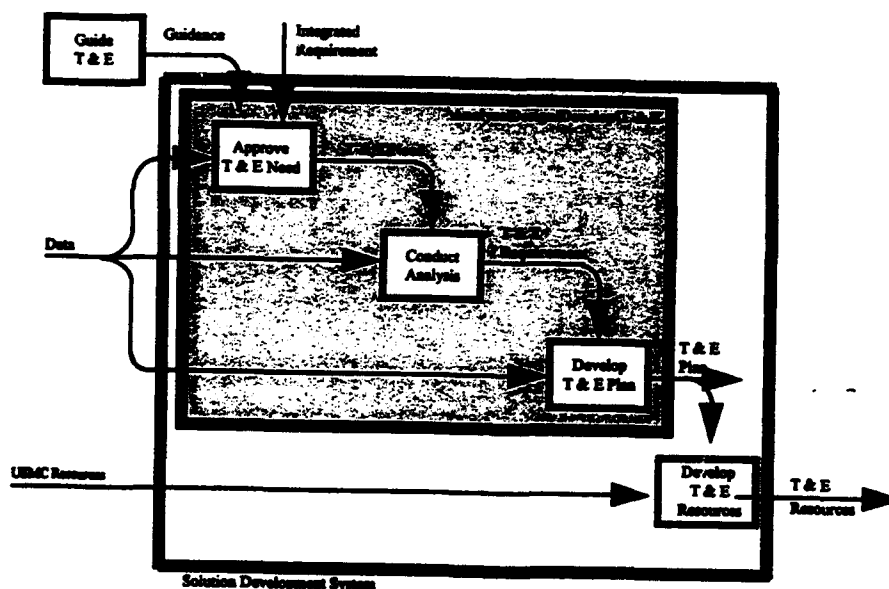 Guide
T & E
Guidance
Integrated
Requirement
Approve
T & E Need
Data
Conduct
Analysis
T & E
Develop
T & E Plan
T & E
Plan
USMC Resources
Develop
T & E
Resources
T & E
Resources
Solution Development System